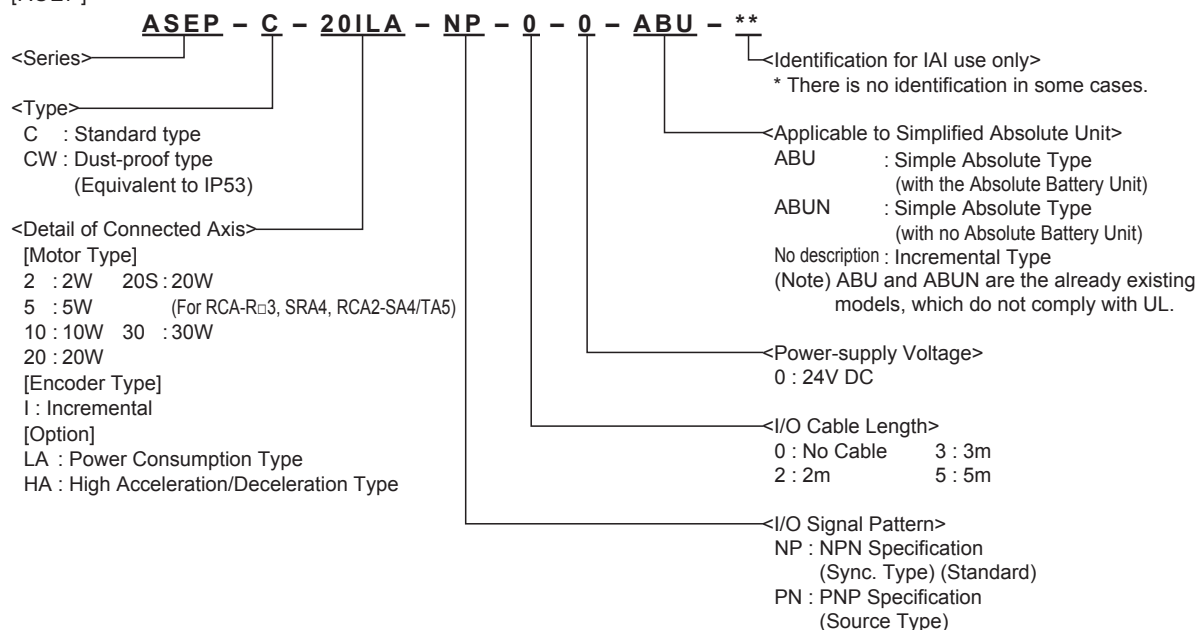 ASEP – C – 20ILA – NP – 0 – 0 – ABU – **
<Series>
<Type>
C : Standard type
CW : Dust-proof type
(Equivalent to IP53)
<Detail of Connected Axis>
[Motor Type]
2 : 2W 20S : 20W
5 : 5W (For RCA-R□3, SRA4, RCA2-SA4/TA5)
10 : 10W 30 : 30W
20 : 20W
[Encoder Type]
I : Incremental
[Option]
LA : Power Consumption Type
HA : High Acceleration/Deceleration Type
<Identification for IAI use only>
* There is no identification in some cases.
<Applicable to Simplified Absolute Unit>
ABU : Simple Absolute Type
(with the Absolute Battery Unit)
ABUN : Simple Absolute Type
(with no Absolute Battery Unit)
No description : Incremental Type
(Note) ABU and ABUN are the already existing
models, which do not comply with UL.
<Power-supply Voltage>
0 : 24V DC
<I/O Cable Length>
0 : No Cable 3 : 3m
2 : 2m 5 : 5m
<I/O Signal Pattern>
NP : NPN Specification
(Sync. Type) (Standard)
PN : PNP Specification
(Source Type)